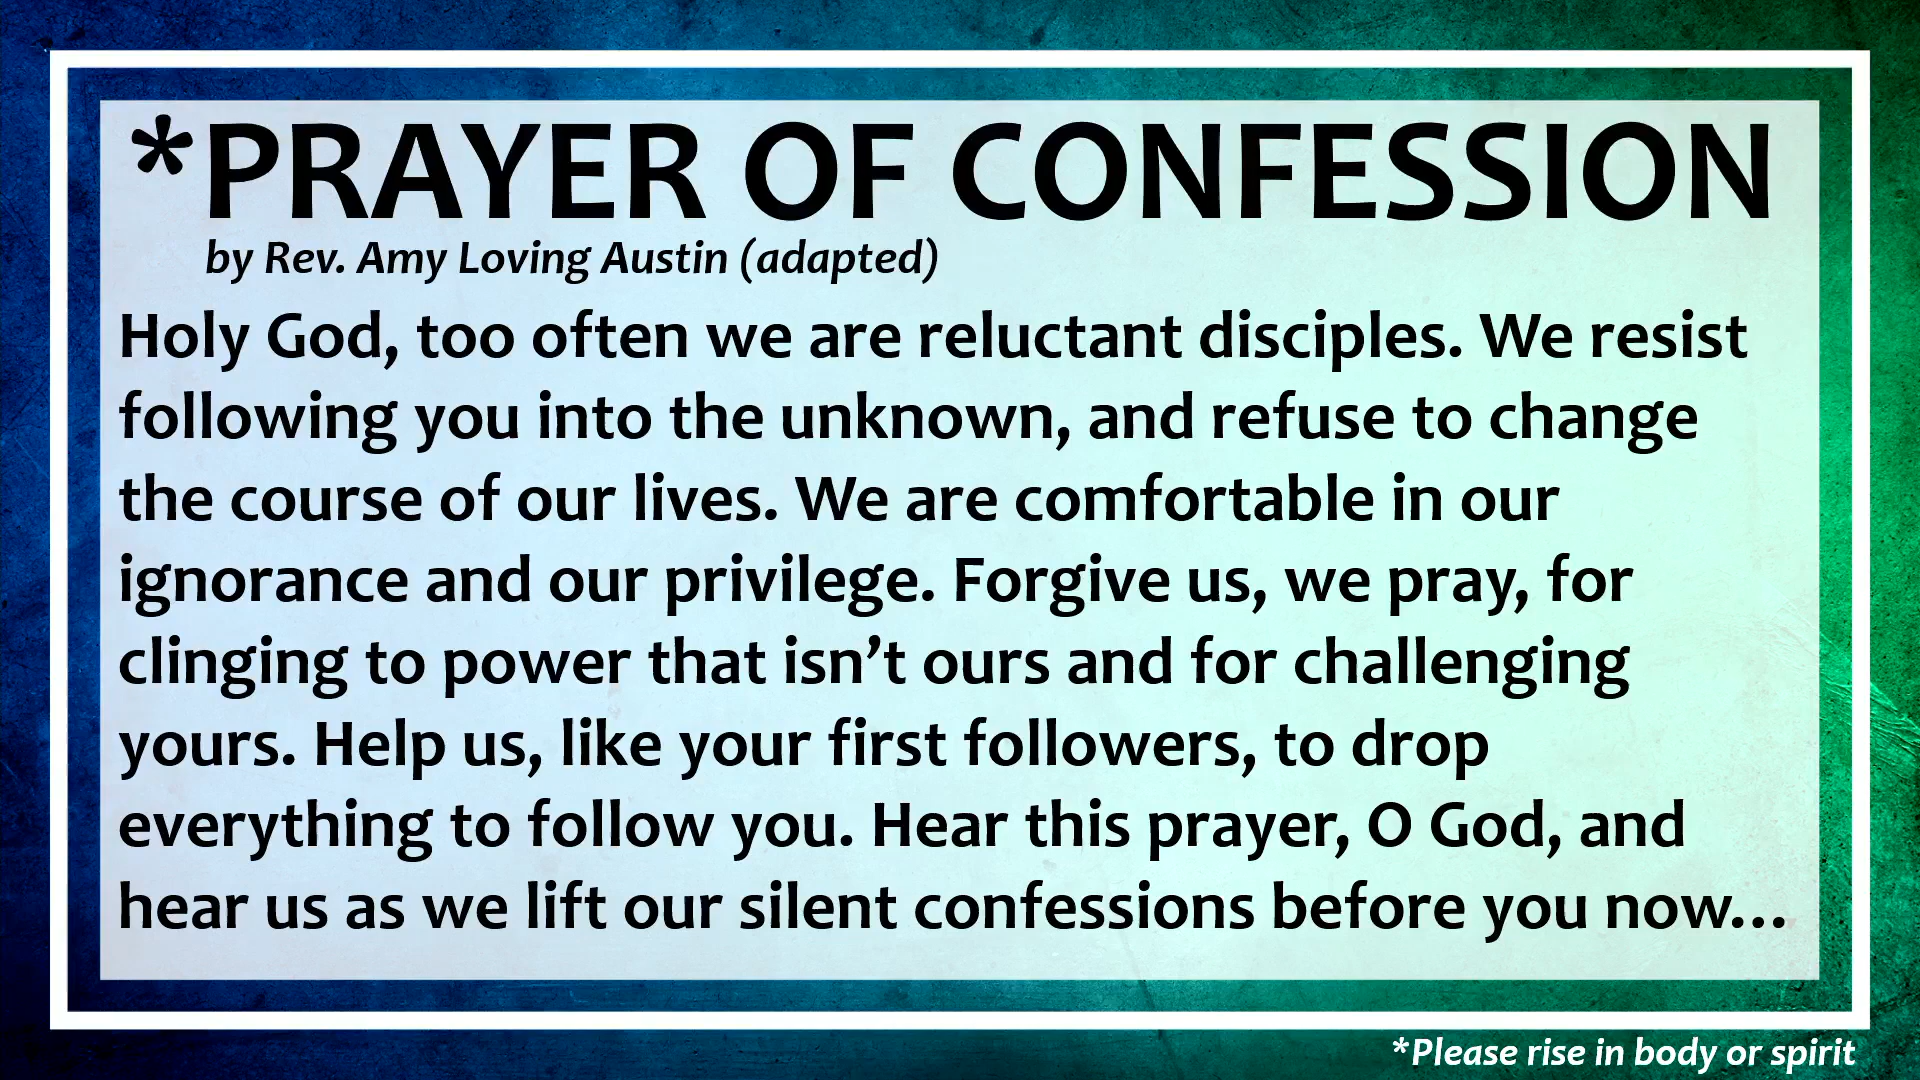 *PRAYER OF CONFESSION
by Rev. Amy Loving Austin (adapted)
Holy God, too often we are reluctant disciples. We resist
following you into the unknown, and refuse to change
the course of our lives. We are comfortable in our
ignorance and our privilege. Forgive us, we pray, for
clinging to power that isn’t ours and for challenging
yours. Help us, like your first followers, to drop
everything to follow you. Hear this prayer, O God, and
hear us as we lift our silent confessions before you now...
*Please rise in body or spirit